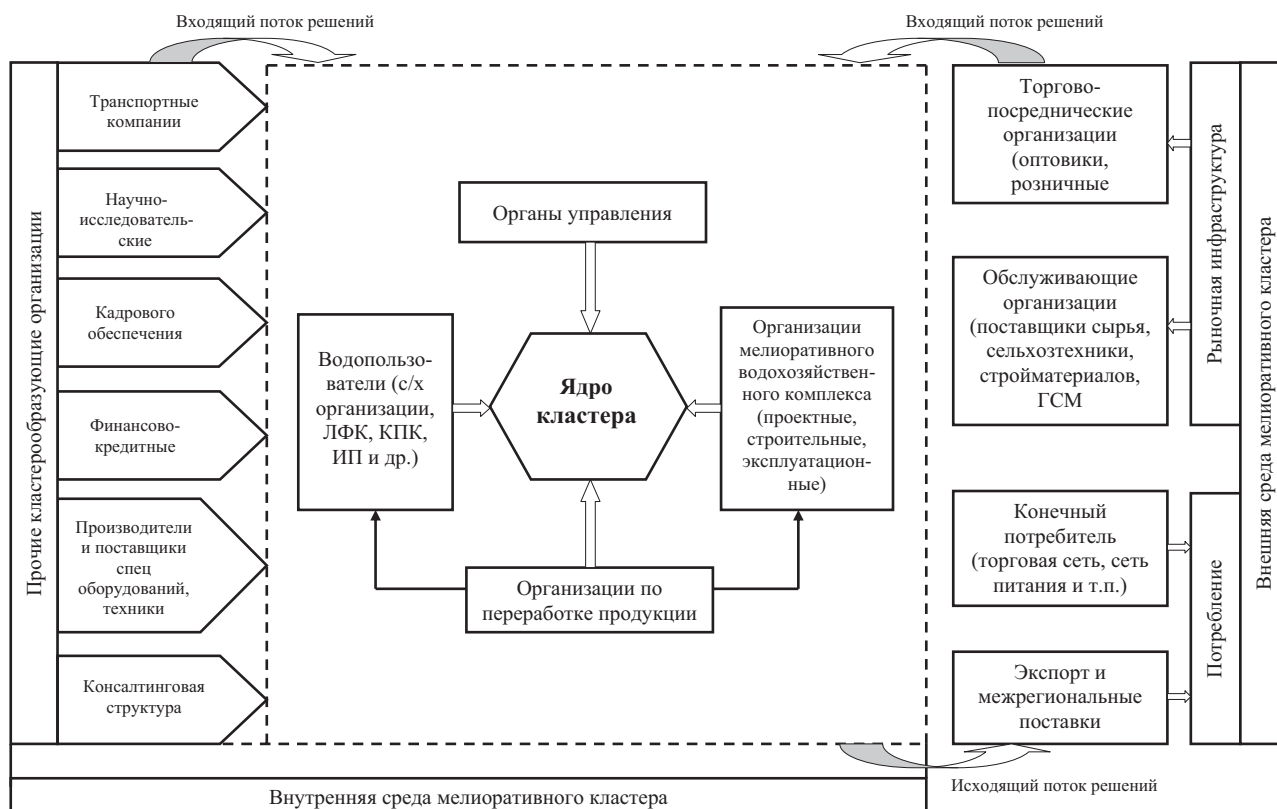 Входящий поток решений
Входящий поток решений
Прочие кластерообразующие организации
Транспортные
компании
Научно-
исследователь-
ские
Кадрового
обеспечения
Финансово-
кредитные
Производители
и поставщики
спец
оборудований,
техники
Консалтинговая
структура
Органы управления
Водопользо-
ватели (с/х
организации,
ЛФК, КПК,
ИП и др.)
Ядро
кластера
Организации
мелиоративного
водохозяйствен-
ного комплекса
(проектные,
строительные,
эксплуатацион-
ные)
Организации по
переработке продукции
Торгово-
посреднические
организации
(оптовики,
розничные
Обслуживающие
организации
(поставщики сырья,
сельхозтехники,
стройматериалов,
ГСМ
Конечный
потребитель
(торговая сеть, сеть
питания и т.п.)
Экспорт и
межрегиональные
поставки
Рыночная инфраструктура
Потребление
Внешняя среда мелиоративного кластера
Исходящий поток решений
Внутренняя среда мелиоративного кластера